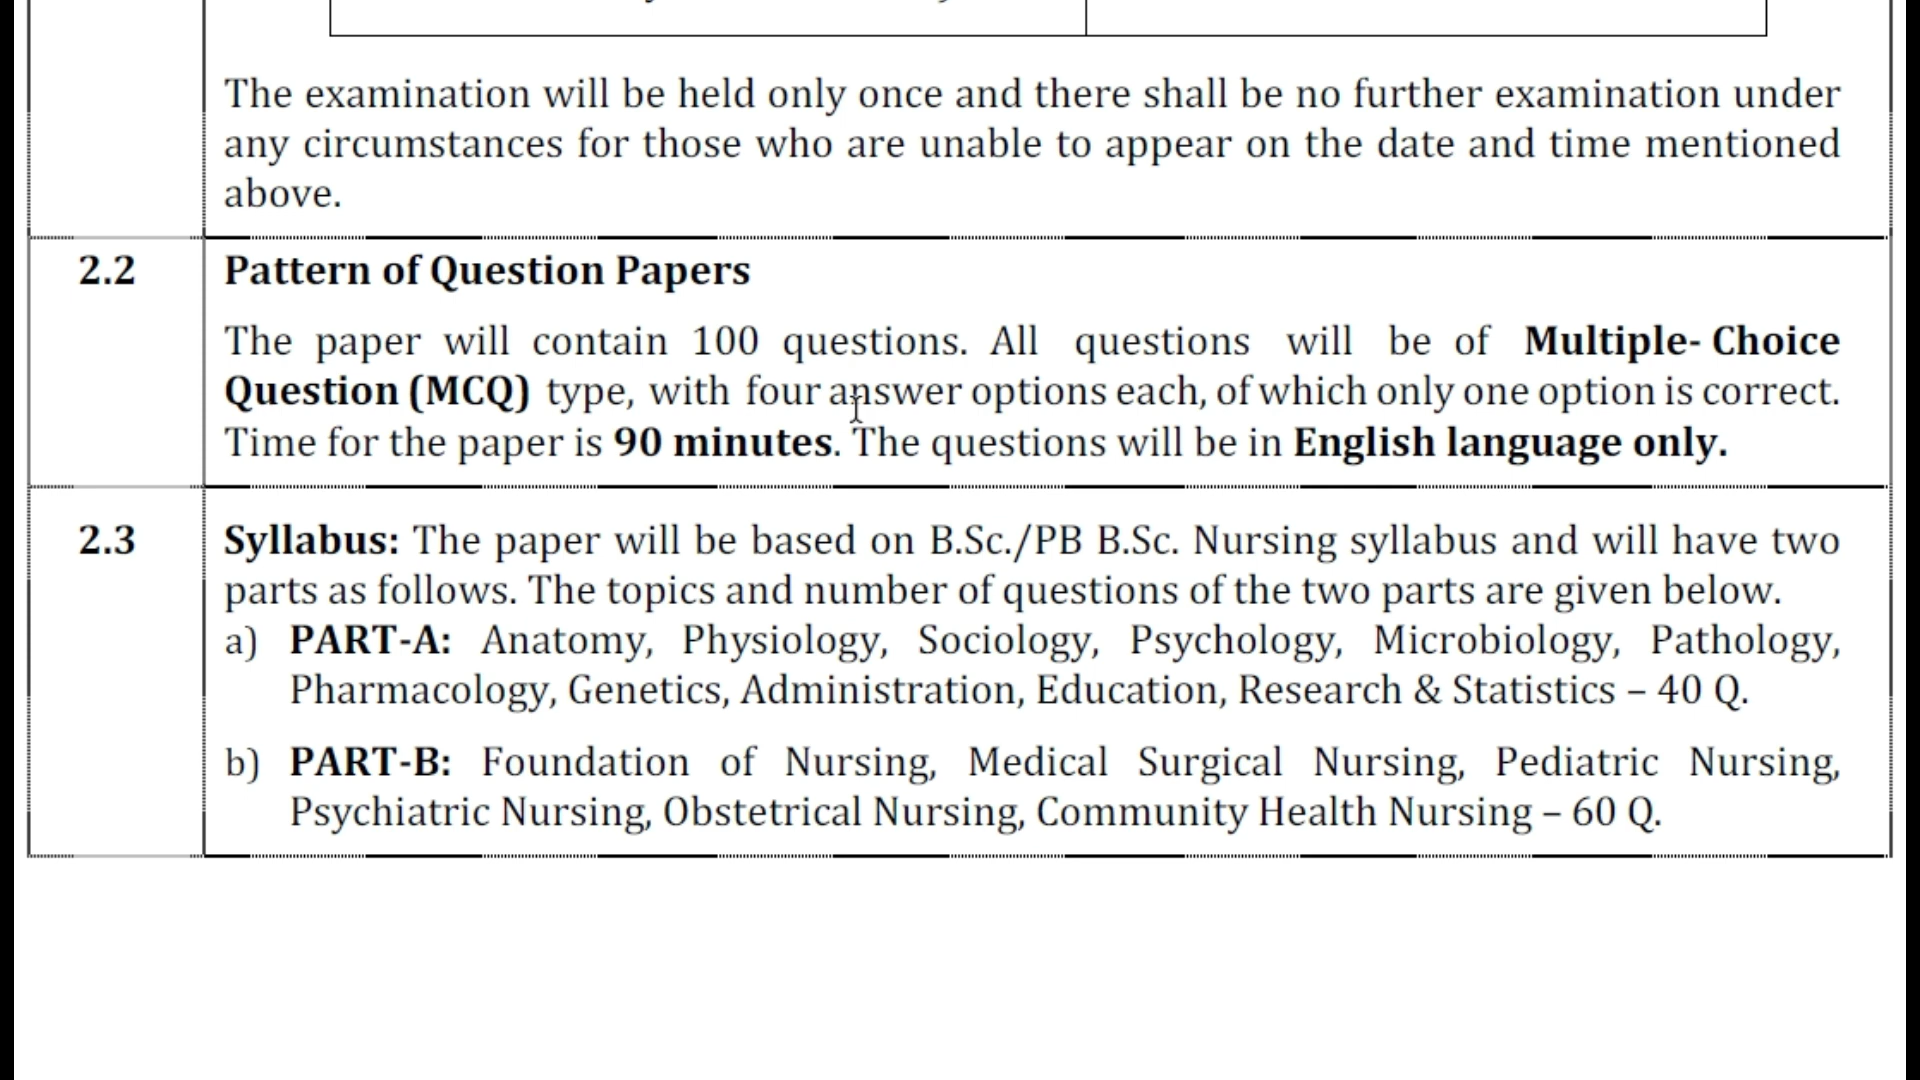 The examination will be held only once and there shall be no further examination under
any circumstances for those who are unable to appear on the date and time mentioned
above.
2.2 Pattern of Question Papers
The paper will contain 100 questions. All questions will be of Multiple- Choice
Question (MCQ) type, with four answer options each, of which only one option is correct.
Time for the paper is 90 minutes. The questions will be in English language only.
2.3 Syllabus: The paper will be based on B.Sc./PB B.Sc. Nursing syllabus and will have two
parts as follows. The topics and number of questions of the two parts are given below.
a) PART-A: Anatomy, Physiology, Sociology, Psychology, Microbiology, Pathology,
Pharmacology, Genetics, Administration, Education, Research & Statistics – 40 Q.
b) PART-B: Foundation of Nursing, Medical Surgical Nursing, Pediatric Nursing,
Psychiatric Nursing, Obstetrical Nursing, Community Health Nursing – 60 Q.